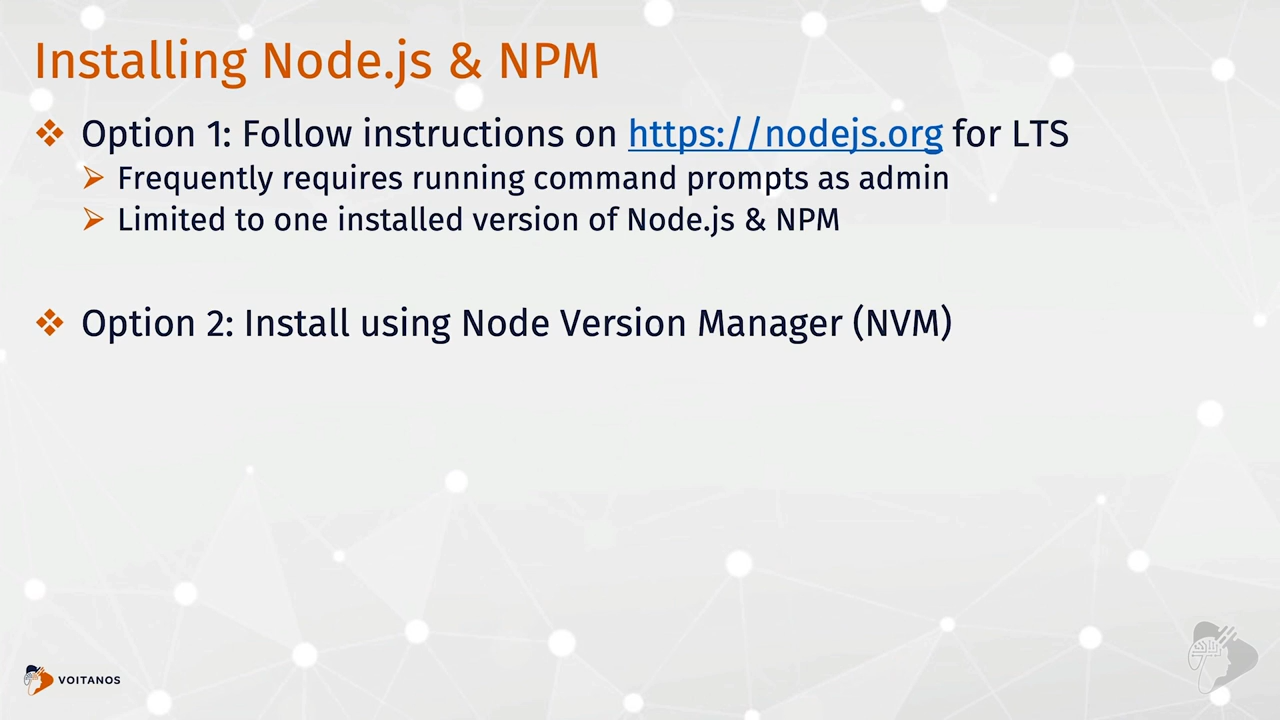 Installing Node.js & NPM
Option 1: Follow instructions on https://nodejs.org for LTS
Frequently requires running command prompts as admin
Limited to one installed version of Node.js & NPM
Option 2: Install using Node Version Manager (NVM)
VOITANOS